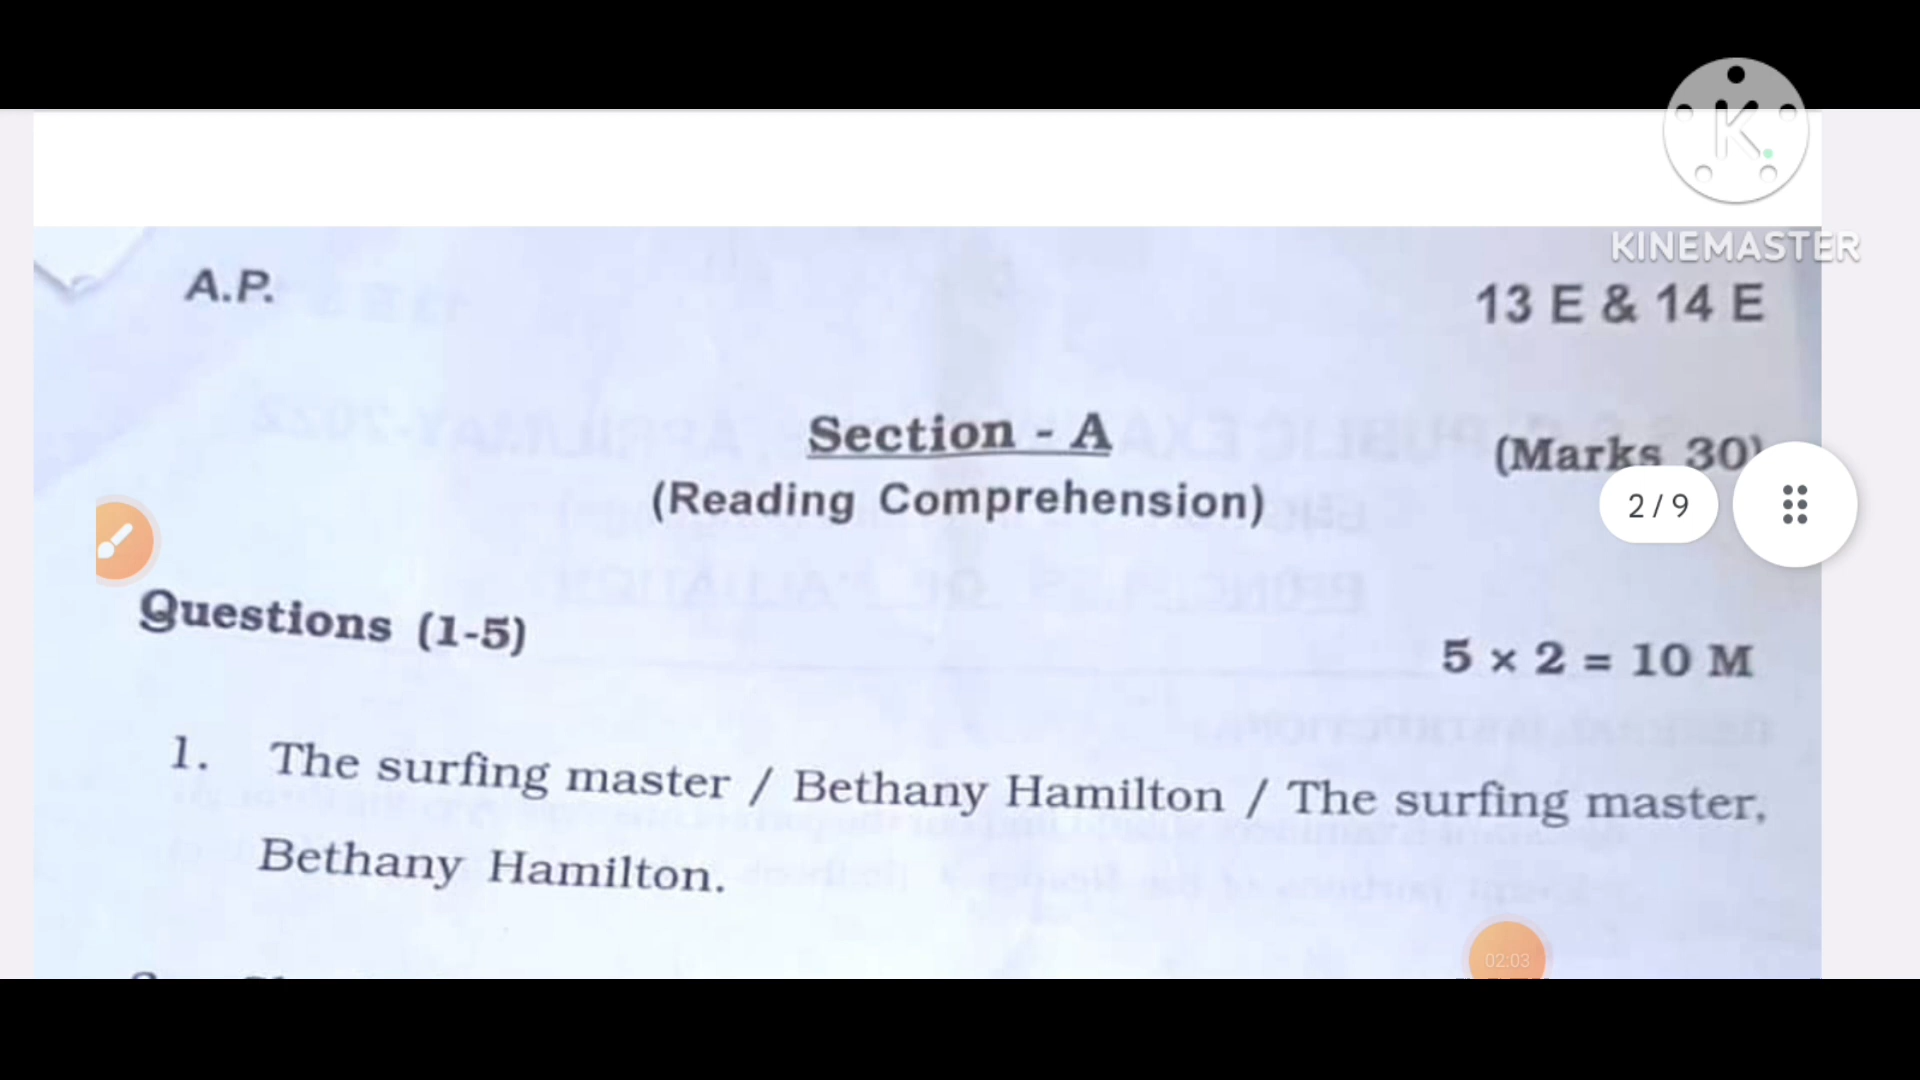 K
KINEMASTER
A.P.
13 E & 14 E
Section - A
(Marks 30)
(Reading Comprehension)
2 / 9
Questions (1-5)
5 × 2 = 10 M
1. The surfing master / Bethany Hamilton / The surfing master,
Bethany Hamilton.
02:03